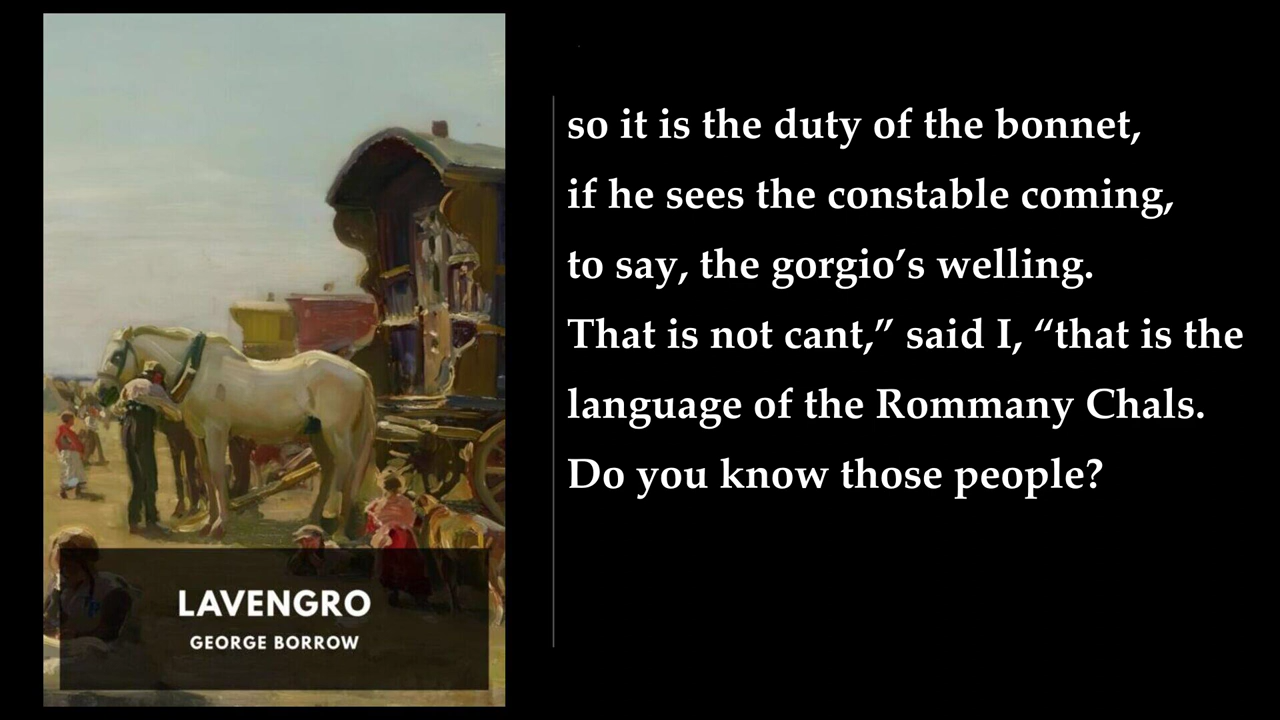 LAVENGRO
GEORGE BORROW
so it is the duty of the bonnet,
if he sees the constable coming,
to say, the gorgio’s welling.
That is not cant,” said I, “that is the
language of the Rommany Chals.
Do you know those people?